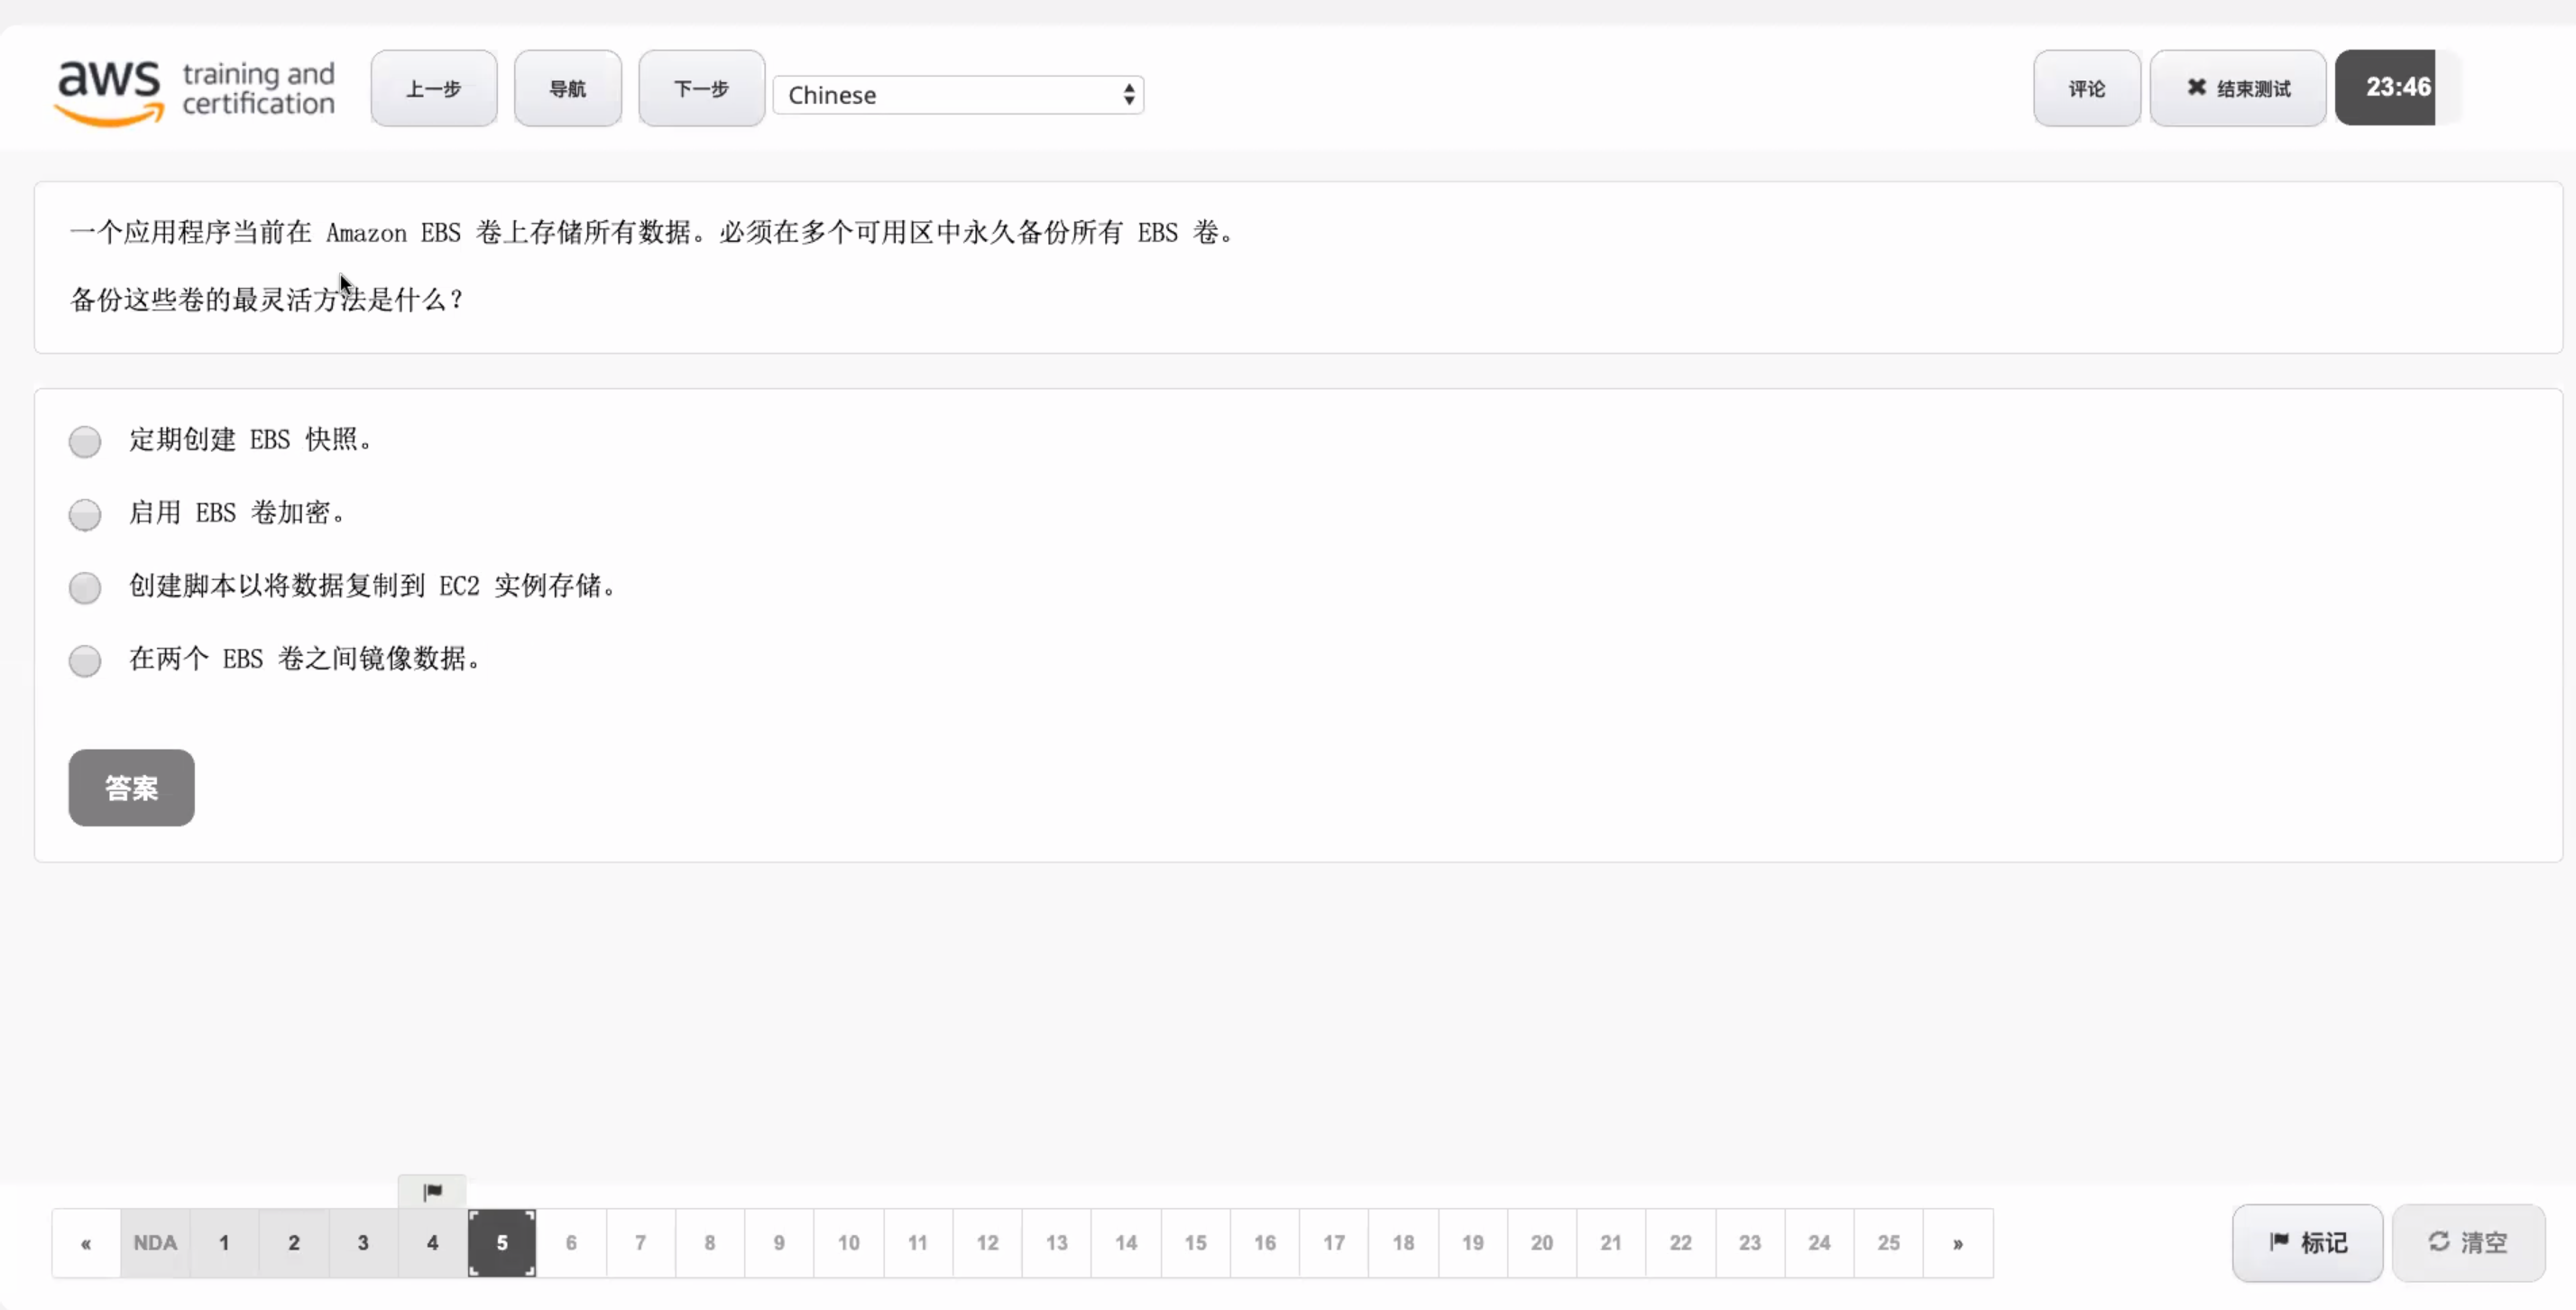 aws training and certification
上一步
导航
下一步
Chinese
评论
✖ 结束测试
23:46
一个应用程序当前在 Amazon EBS 卷上存储所有数据。必须在多个可用区中永久备份所有 EBS 卷。
备份这些卷的最灵活方法是什么？
定期创建 EBS 快照。
启用 EBS 卷加密。
创建脚本以将数据复制到 EC2 实例存储。
在两个 EBS 卷之间镜像数据。
答案
« NDA 1 2 3 4 5 6 7 8 9 10 11 12 13 14 15 16 17 18 19 20 21 22 23 24 25 »
标记
清空